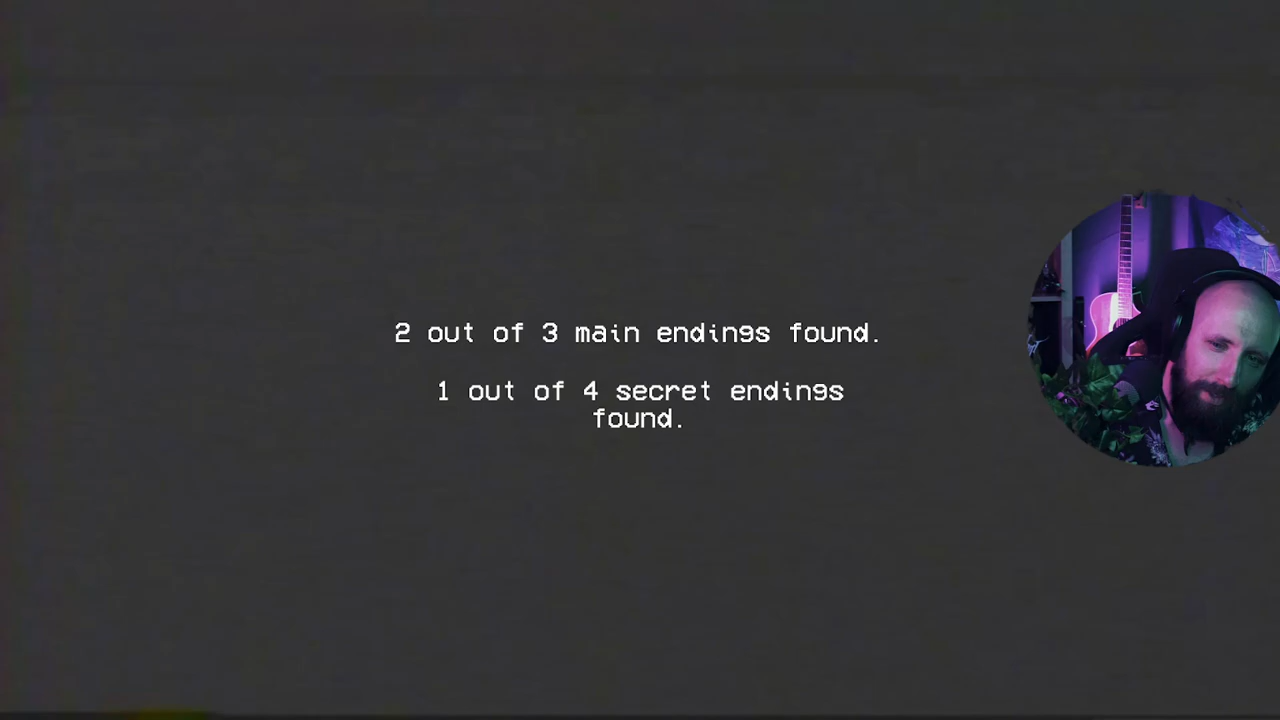 2 out of 3 main endings found.
1 out of 4 secret endings
found.